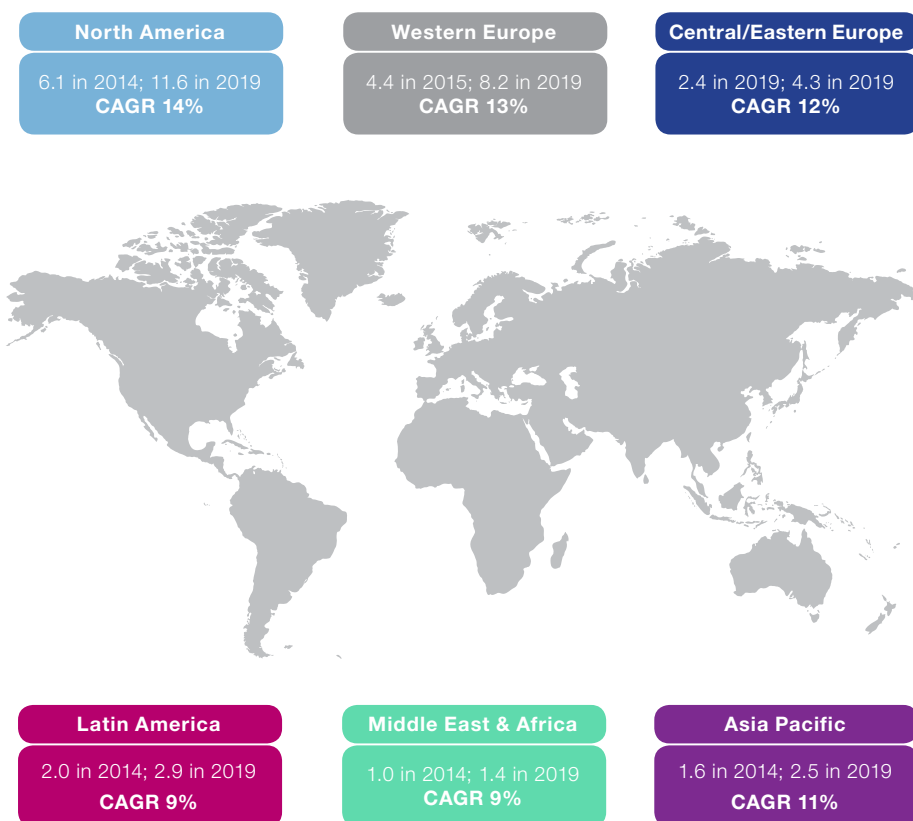 North America
6.1 in 2014; 11.6 in 2019
CAGR 14%
Western Europe
4.4 in 2015; 8.2 in 2019
CAGR 13%
Central/Eastern Europe
2.4 in 2019; 4.3 in 2019
CAGR 12%
Latin America
2.0 in 2014; 2.9 in 2019
CAGR 9%
Middle East & Africa
1.0 in 2014; 1.4 in 2019
CAGR 9%
Asia Pacific
1.6 in 2014; 2.5 in 2019
CAGR 11%